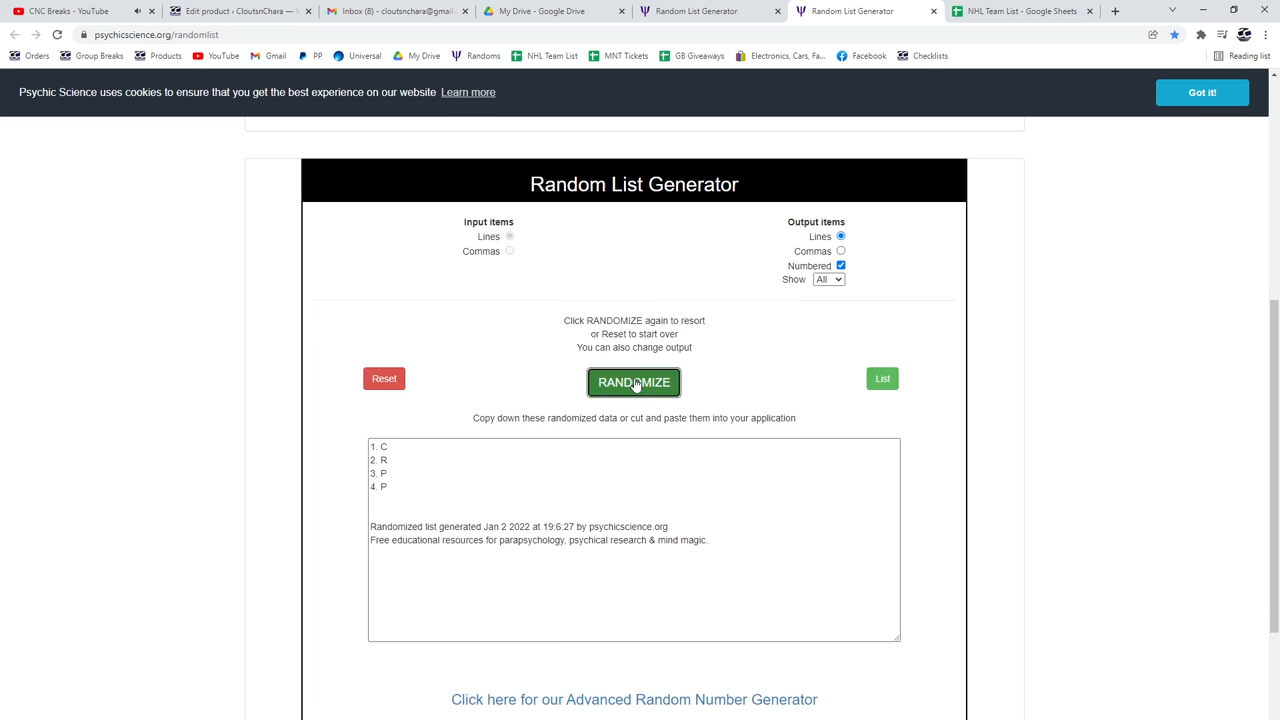 CNC Breaks - YouTube
Edit product ‹ CloutsnChara —
Inbox (8) - cloutsnchara@gmail
My Drive - Google Drive
Random List Generator
Random List Generator
NHL Team List - Google Sheets
psychicscience.org/randomlist
Orders
Group Breaks
Products
YouTube
Gmail
PP
Universal
My Drive
Randoms
NHL Team List
MNT Tickets
GB Giveaways
Electronics, Cars, Fa...
Facebook
Checklists
Reading list
Psychic Science uses cookies to ensure that you get the best experience on our website Learn more
Got it!
Random List Generator
Input items
Output items
Lines
Lines
Commas
Commas
Numbered
Show All
Click RANDOMIZE again to resort
or Reset to start over
You can also change output
Reset
RANDOMIZE
List
Copy down these randomized data or cut and paste them into your application
1. C
2. R
3. P
4. P
Randomized list generated Jan 2 2022 at 19:6:27 by psychicscience.org
Free educational resources for parapsychology, psychical research & mind magic.
Click here for our Advanced Random Number Generator